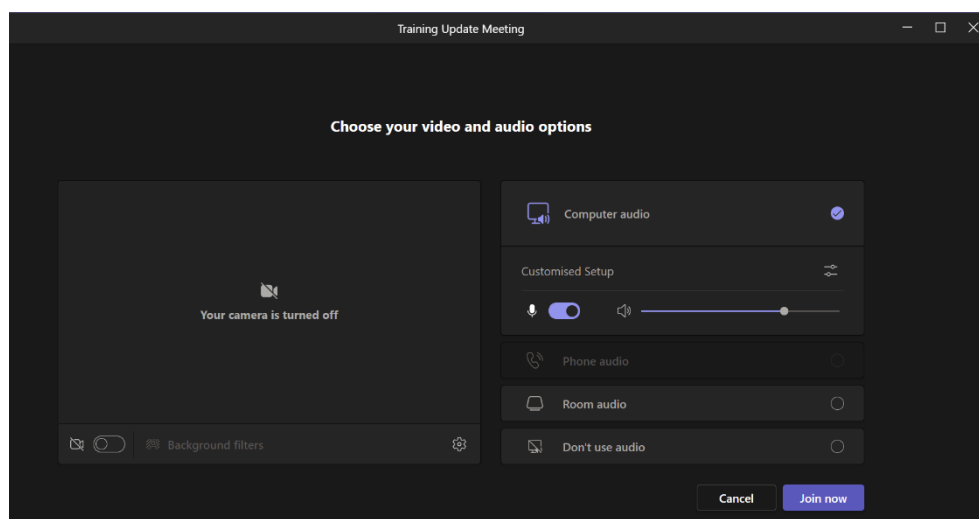 Training Update Meeting
Choose your video and audio options
Your camera is turned off
Background filters
Computer audio
Customised Setup
Phone audio
Room audio
Don't use audio
Cancel
Join now